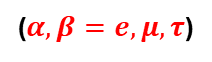 (α, β = e, μ, τ)